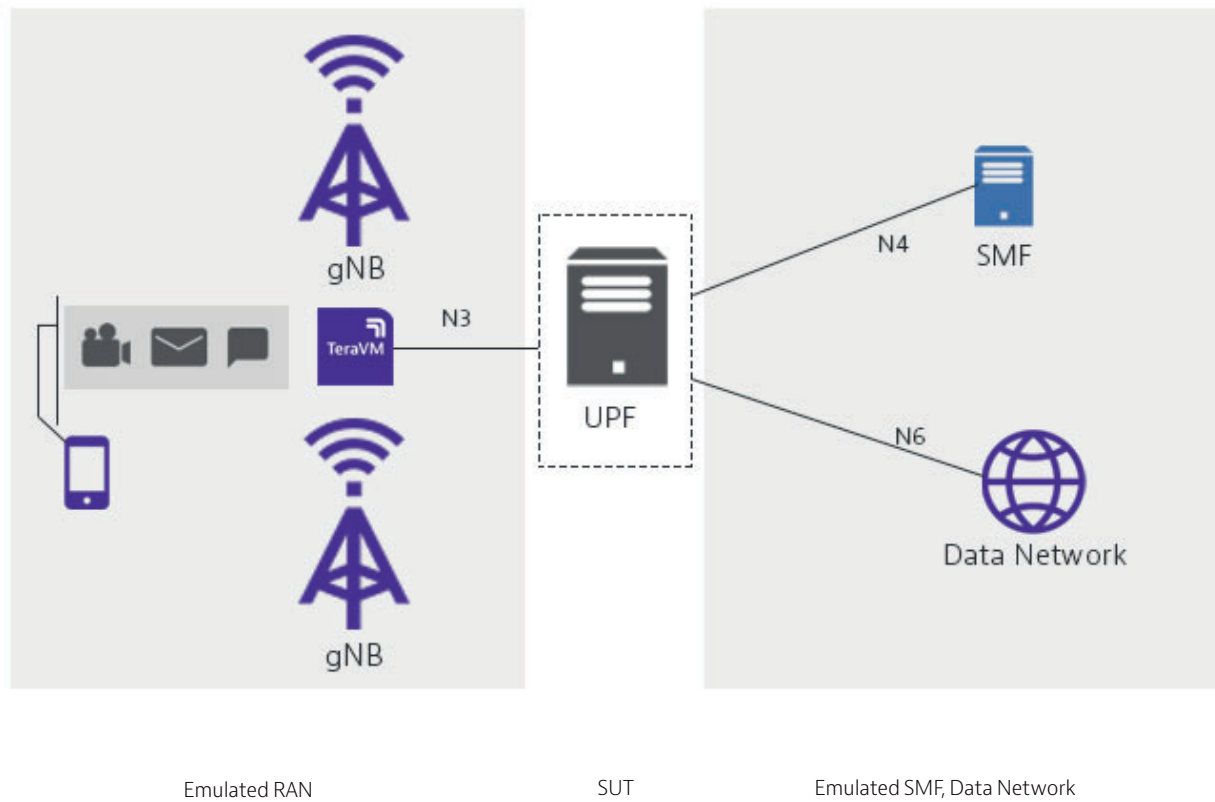 gNB
TeraVM
N3
gNB
UPF
N4
SMF
N6
Data Network
Emulated RAN
SUT
Emulated SMF, Data Network